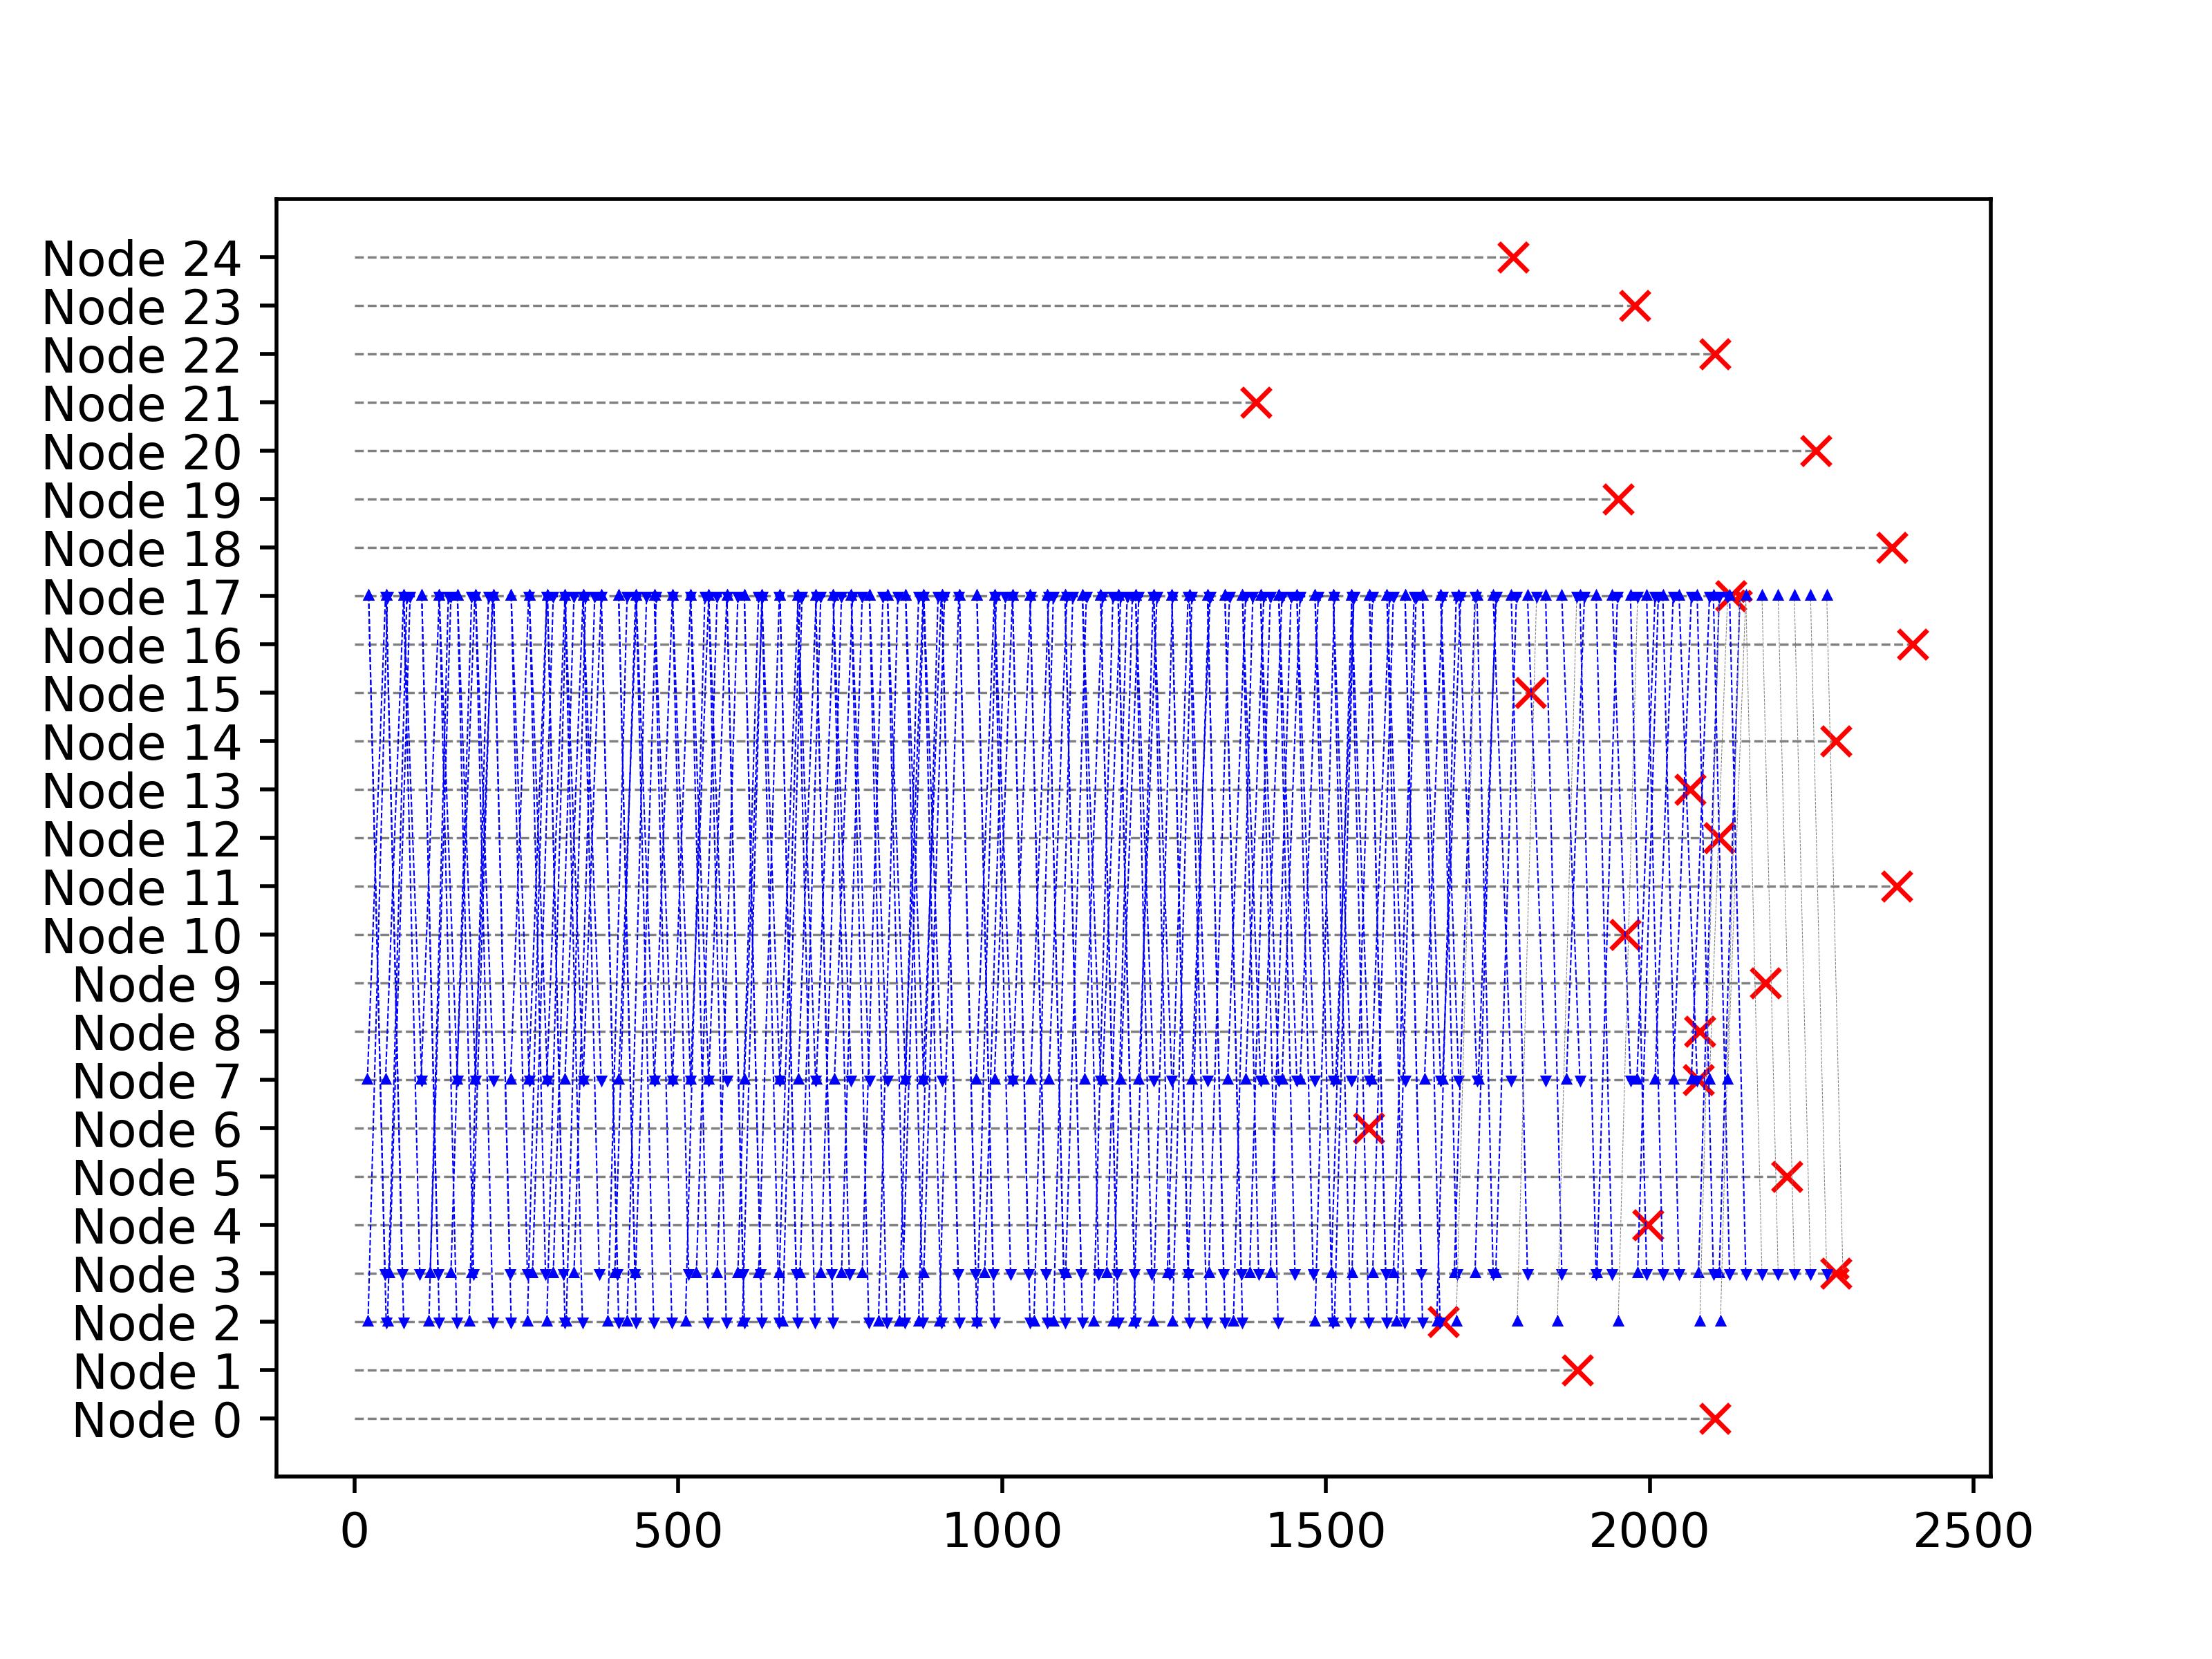 Node 24
Node 23
Node 22
Node 21
Node 20
Node 19
Node 18
Node 17
Node 16
Node 15
Node 14
Node 13
Node 12
Node 11
Node 10
Node 9
Node 8
Node 7
Node 6
Node 5
Node 4
Node 3
Node 2
Node 1
Node 0
0 500 1000 1500 2000 2500